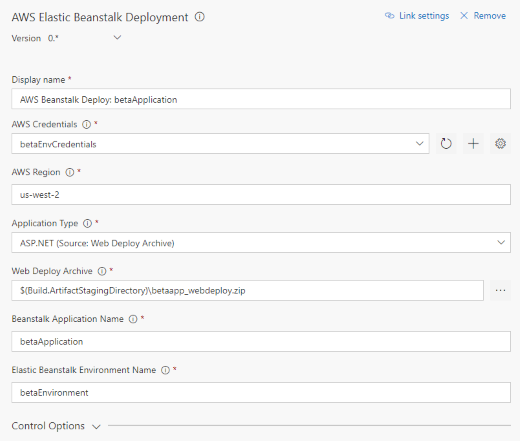 AWS Elastic Beanstalk Deployment
Link settings
Remove
Version 0.*
Display name *
AWS Beanstalk Deploy: betaApplication
AWS Credentials *
betaEnvCredentials
AWS Region *
us-west-2
Application Type *
ASP.NET (Source: Web Deploy Archive)
Web Deploy Archive *
$(Build.ArtifactStagingDirectory)\betaapp_webdeploy.zip
Beanstalk Application Name *
betaApplication
Elastic Beanstalk Environment Name *
betaEnvironment
Control Options